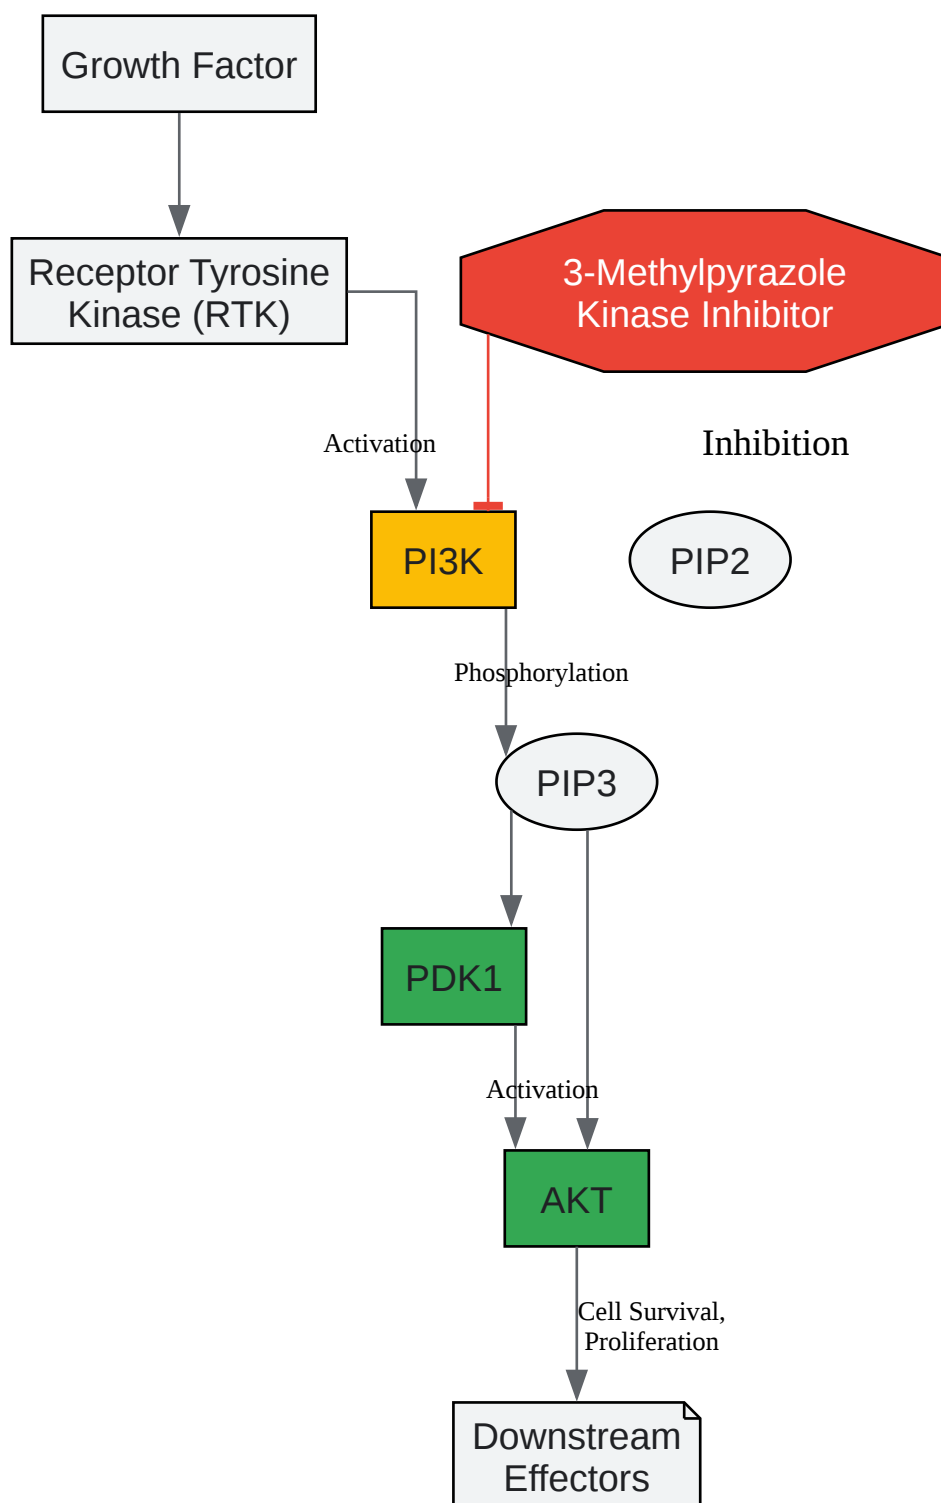 Growth Factor
Receptor Tyrosine
Kinase (RTK)
3-Methylpyrazole
Kinase Inhibitor
Activation
Inhibition
PI3K
PIP2
Phosphorylation
PIP3
PDK1
Activation
AKT
Cell Survival,
Proliferation
Downstream
Effectors